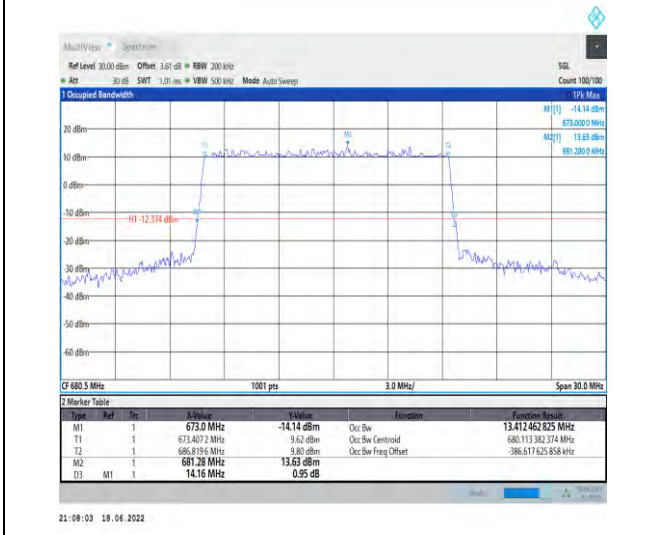 MultiView Spectrum
Ref Level 30.00 dBm Offset 3.61 dB RBW 200 kHz SGL
Att 30 dB SWT 1.01 ms VBW 500 kHz Mode Auto Sweep Count 100/100
1 Occupied Bandwidth 1Pk Max
M1[1] -14.14 dBm
673.000 0 MHz
M2[1] 13.63 dBm
681.280 0 MHz
20 dBm
T1 M2 T2
10 dBm
0 dBm
-10 dBm
H1 -12.374 dBm
-20 dBm
-30 dBm
-40 dBm
-50 dBm
-60 dBm
CF 680.5 MHz 1001 pts 3.0 MHz/ Span 30.0 MHz
2 Marker Table
Type Ref Trc X-Value Y-Value Function Function Result
M1 1 673.0 MHz -14.14 dBm Occ Bw 13.412 462 825 MHz
T1 1 673.407 2 MHz 9.62 dBm Occ Bw Centroid 680.113 382 374 MHz
T2 1 686.819 6 MHz 9.80 dBm Occ Bw Freq Offset -386.617 625 858 kHz
M2 1 681.28 MHz 13.63 dBm
D3 M1 1 14.16 MHz 0.95 dB
21:08:03 18.06.2022